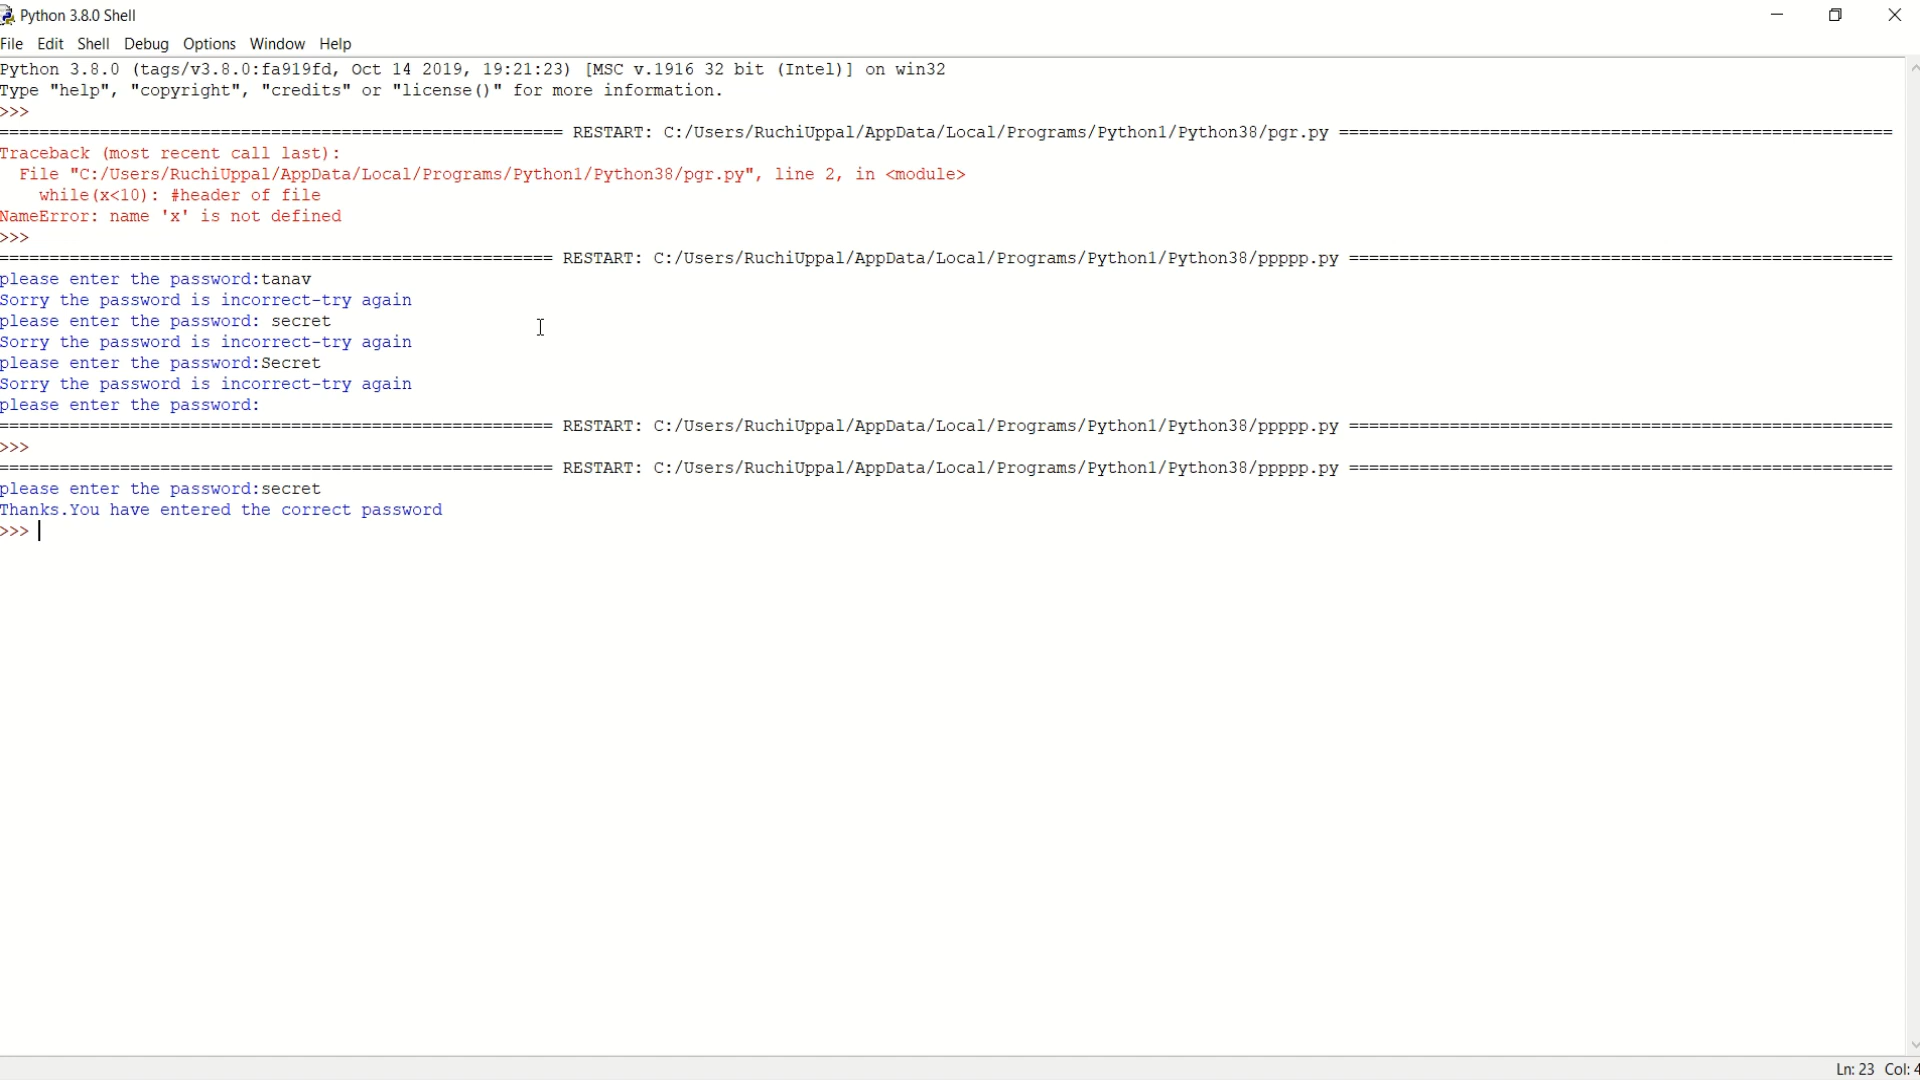 Python 3.8.0 Shell
File Edit Shell Debug Options Window Help
Python 3.8.0 (tags/v3.8.0:fa919fd, Oct 14 2019, 19:21:23) [MSC v.1916 32 bit (Intel)] on win32
Type "help", "copyright", "credits" or "license()" for more information.
>>>
======================================================== RESTART: C:/Users/RuchiUppal/AppData/Local/Programs/Python1/Python38/pgr.py =======================================================
Traceback (most recent call last):
  File "C:/Users/RuchiUppal/AppData/Local/Programs/Python1/Python38/pgr.py", line 2, in <module>
    while(x<10): #header of file
NameError: name 'x' is not defined
>>>
======================================================= RESTART: C:/Users/RuchiUppal/AppData/Local/Programs/Python1/Python38/ppppp.py ======================================================
please enter the password:tanav
Sorry the password is incorrect-try again
please enter the password: secret
Sorry the password is incorrect-try again
please enter the password:Secret
Sorry the password is incorrect-try again
please enter the password:
======================================================= RESTART: C:/Users/RuchiUppal/AppData/Local/Programs/Python1/Python38/ppppp.py ======================================================
>>>
======================================================= RESTART: C:/Users/RuchiUppal/AppData/Local/Programs/Python1/Python38/ppppp.py ======================================================
please enter the password:secret
Thanks.You have entered the correct password
>>>
Ln: 23 Col: 4